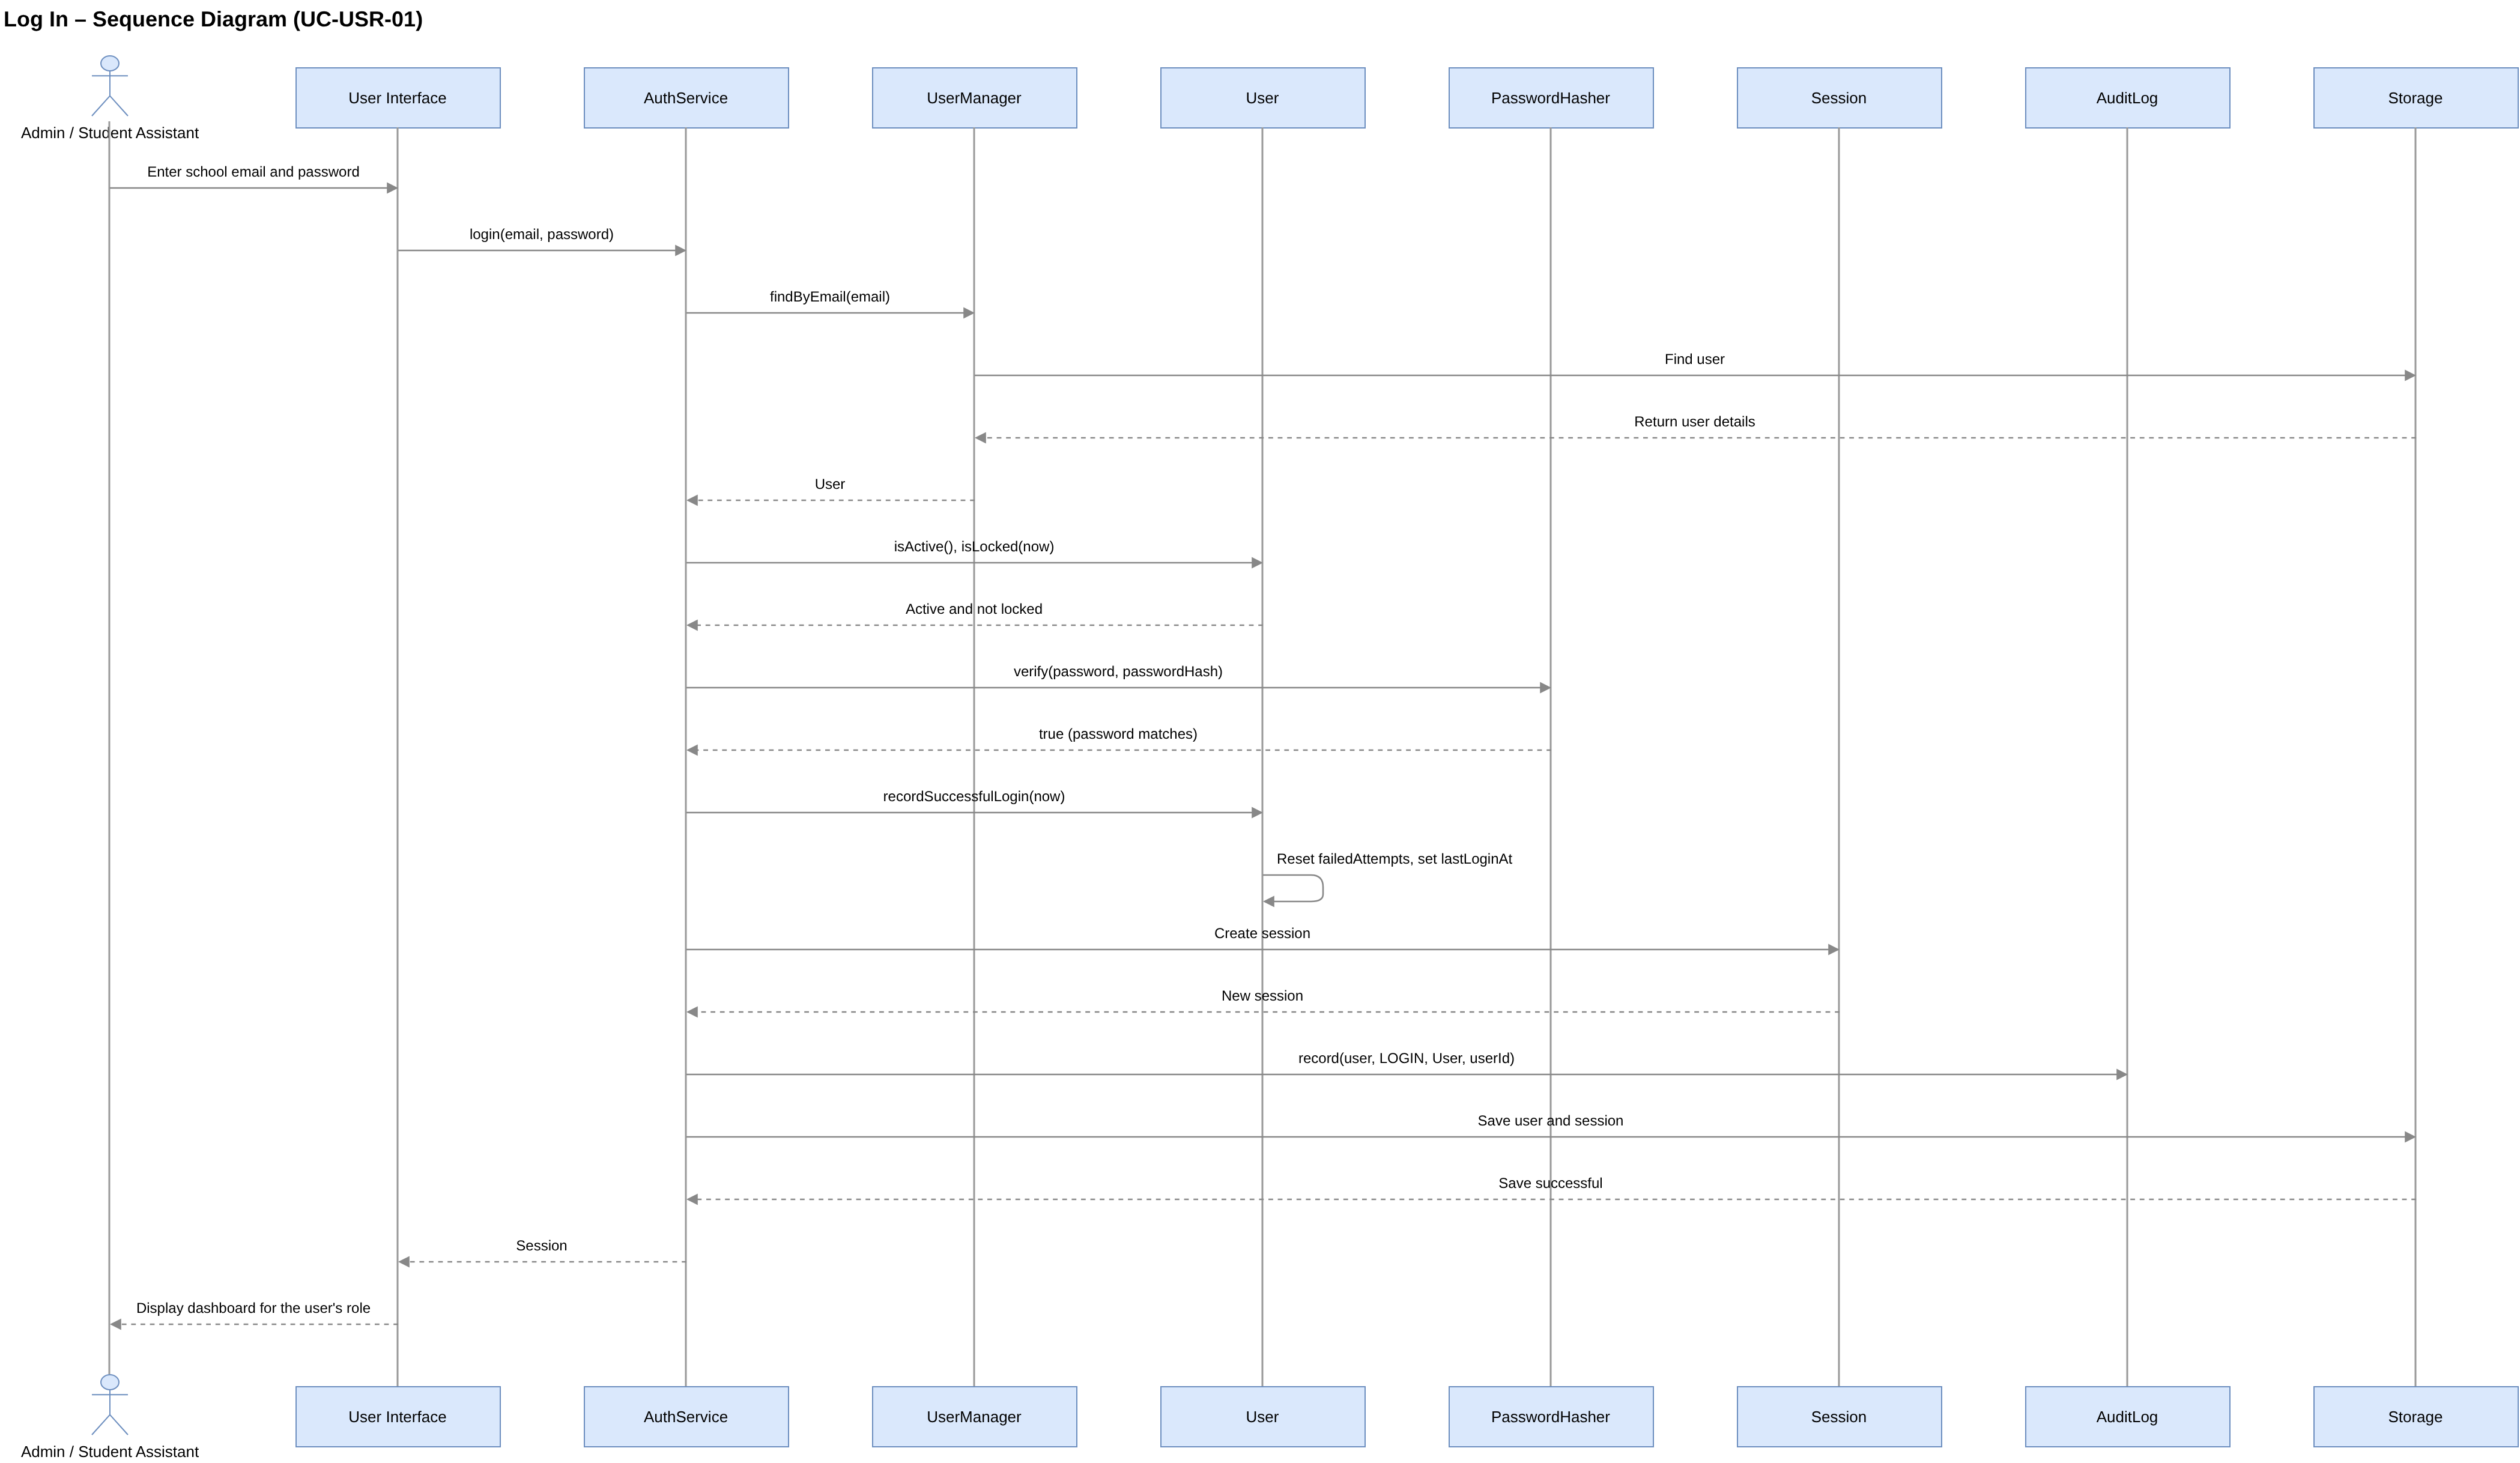 Log In – Sequence Diagram (UC-USR-01)
Admin / Student Assistant
User Interface
AuthService
UserManager
User
PasswordHasher
Session
AuditLog
Storage
Enter school email and password
login(email, password)
findByEmail(email)
Find user
Return user details
User
isActive(), isLocked(now)
Active and not locked
verify(password, passwordHash)
true (password matches)
recordSuccessfulLogin(now)
Reset failedAttempts, set lastLoginAt
Create session
New session
record(user, LOGIN, User, userId)
Save user and session
Save successful
Session
Display dashboard for the user's role
Admin / Student Assistant
User Interface
AuthService
UserManager
User
PasswordHasher
Session
AuditLog
Storage